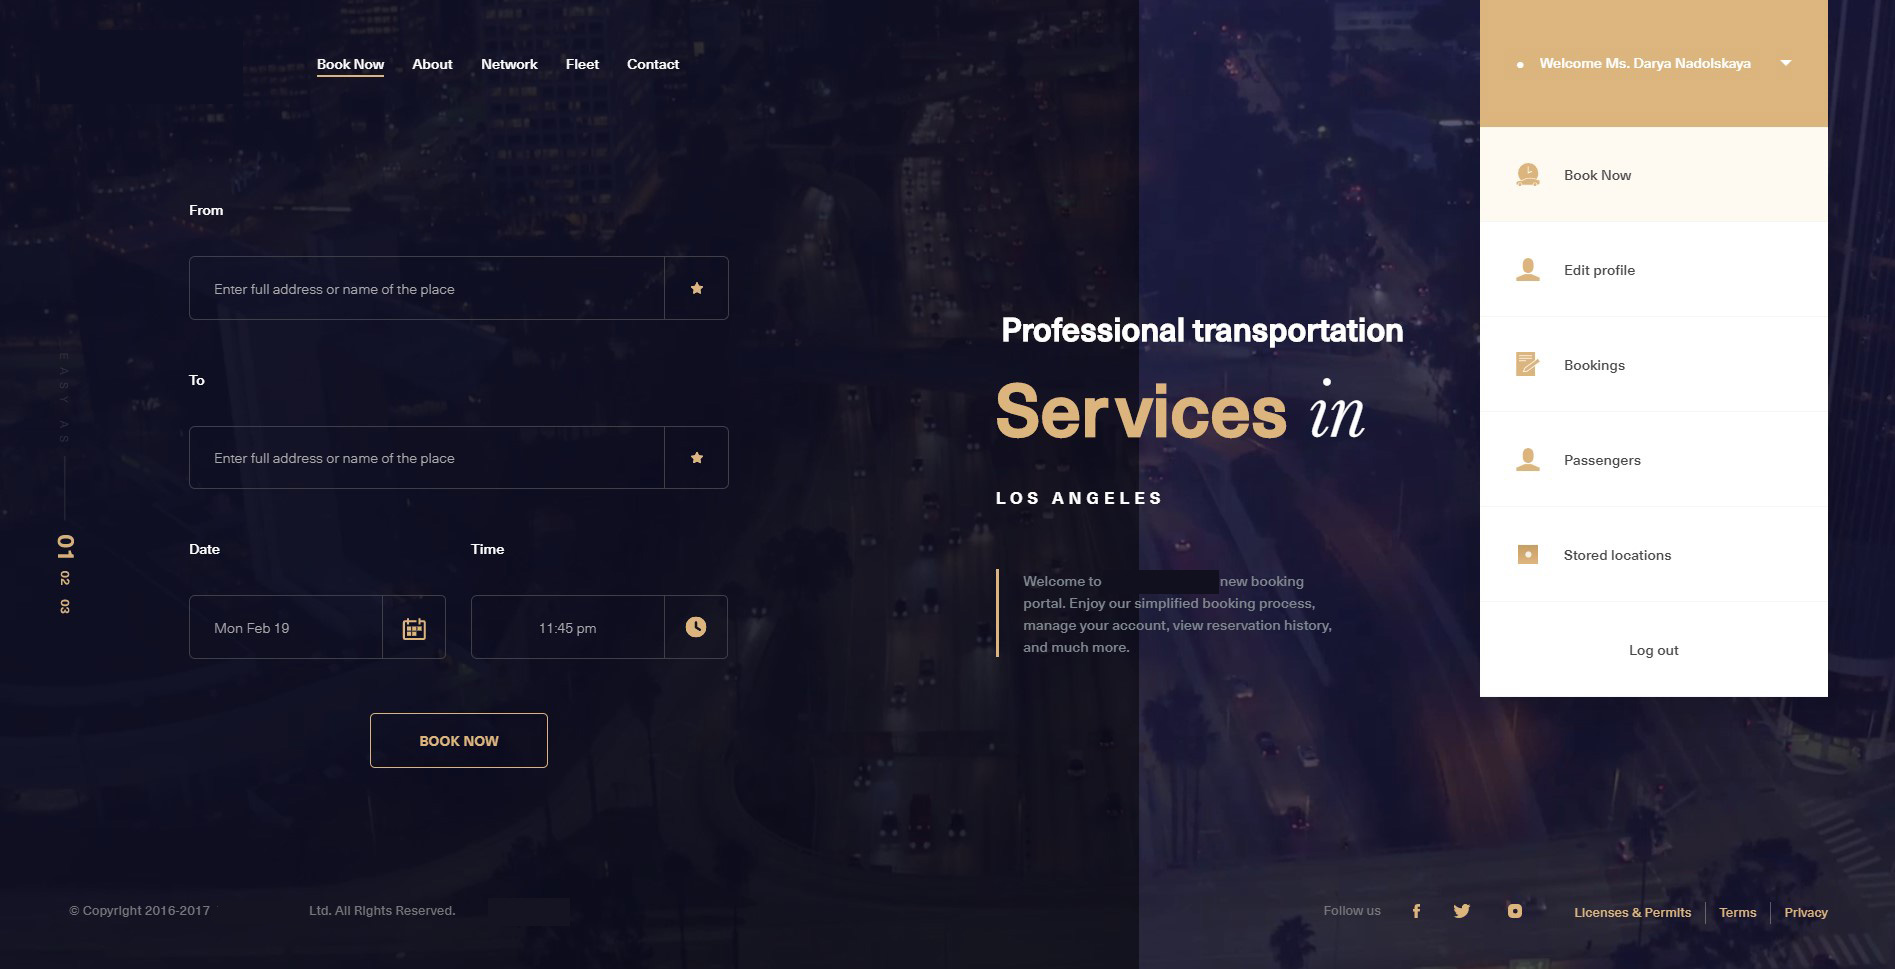 Book Now About Network Fleet Contact
Welcome Ms. Darya Nadolskaya
Book Now
Edit profile
Bookings
Passengers
Stored locations
Log out
From
Enter full address or name of the place
To
Enter full address or name of the place
Date
Time
Mon Feb 19
11:45 pm
BOOK NOW
EASY AS
01 02 03
Professional transportation
Services in
LOS ANGELES
Welcome to new booking
portal. Enjoy our simplified booking process,
manage your account, view reservation history,
and much more.
© Copyright 2016-2017 Ltd. All Rights Reserved.
Follow us
Licenses & Permits Terms Privacy